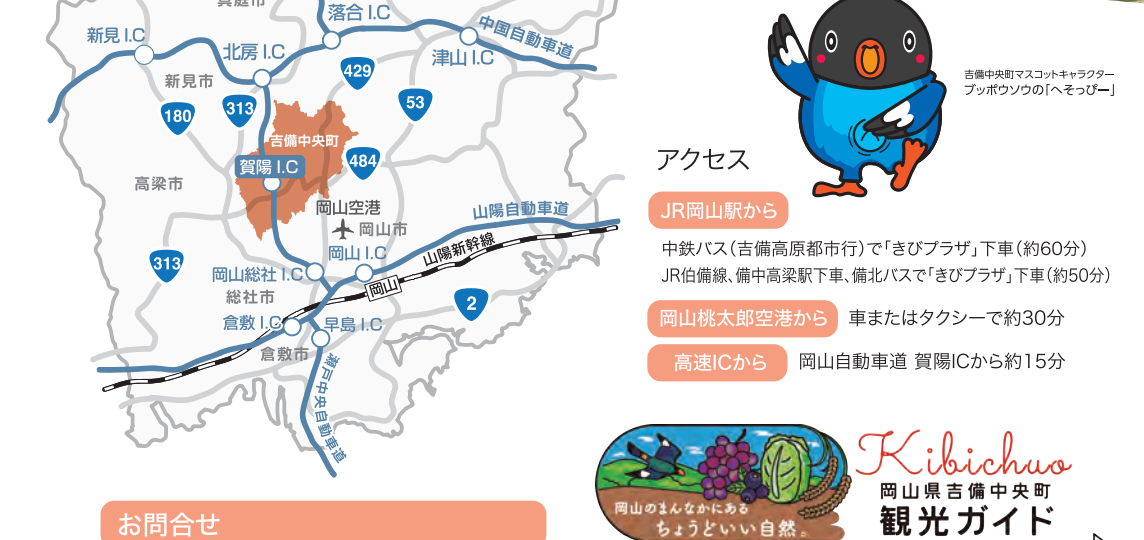 真庭市
落合 I.C
新見 I.C
北房 I.C
津山 I.C
中国自動車道
新見市
429
180
313
53
吉備中央町
賀陽 I.C
484
高梁市
岡山空港
岡山市
山陽自動車道
岡山 I.C
山陽新幹線
313
岡山総社 I.C
総社市
岡山
2
倉敷 I.C
早島 I.C
倉敷市
瀬戸中央自動車道
お問合せ
吉備中央町マスコットキャラクター
ブッポウソウの「へそっぴー」
アクセス
JR岡山駅から
中鉄バス(吉備高原都市行)で「きびプラザ」下車(約60分)
JR伯備線、備中高梁駅下車、備北バスで「きびプラザ」下車(約50分)
岡山桃太郎空港から 車またはタクシーで約30分
高速ICから 岡山自動車道 賀陽ICから約15分
岡山のまんなかにある
ちょうどいい自然。
Kibichuo
岡山県吉備中央町
観光ガイド